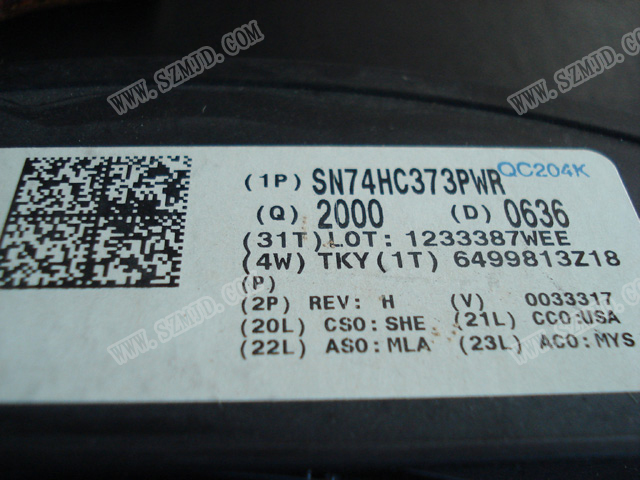 WWW.SZMJD.COM
WWW.SZMJD.COM
QC204K
(1P) SN74HC373PWR
(Q) 2000 (D) 0636
(31T) LOT: 1233387WEE
(4W) TKY (1T) 6499813Z18
(P)
(2P) REV: H (V) 0033317
(20L) CSO: SHE (21L) CCO: USA
(22L) ASO: MLA (23L) ACO: MYS
WWW.SZMJD.COM
WWW.SZMJD.COM